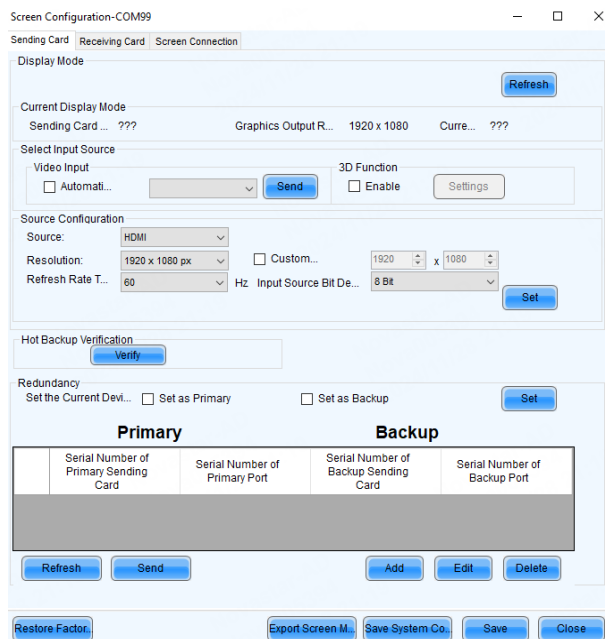 Screen Configuration-COM99
Sending Card Receiving Card Screen Connection
Display Mode
Refresh
Current Display Mode
Sending Card ... ??? Graphics Output R... 1920 x 1080 Curre... ???
Select Input Source
Video Input 3D Function
Automati... Send Enable Settings
Source Configuration
Source: HDMI
Resolution: 1920 x 1080 px Custom... 1920 x 1080
Refresh Rate T... 60 Hz Input Source Bit De... 8 Bit
Set
Hot Backup Verification
Verify
Redundancy
Set the Current Devi... Set as Primary Set as Backup Set
Primary Backup
Serial Number of Primary Sending Card
Serial Number of Primary Port
Serial Number of Backup Sending Card
Serial Number of Backup Port
Refresh Send Add Edit Delete
Restore Factor.. Export Screen M.. Save System Co.. Save Close